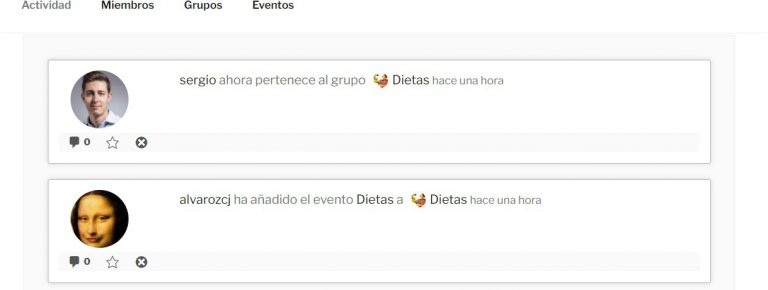 Actividad Miembros Grupos Eventos
sergio ahora pertenece al grupo Dietas hace una hora
0
alvarozcj ha añadido el evento Dietas a Dietas hace una hora
0